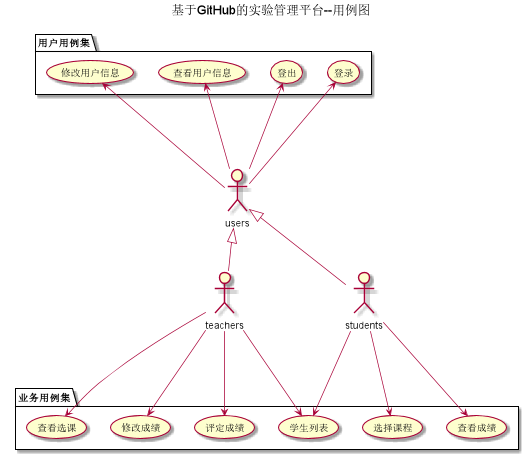 基于GitHub的实验管理平台--用例图
用户用例集
修改用户信息 查看用户信息 登出 登录
users
teachers students
业务用例集
查看选课 修改成绩 评定成绩 学生列表 选择课程 查看成绩